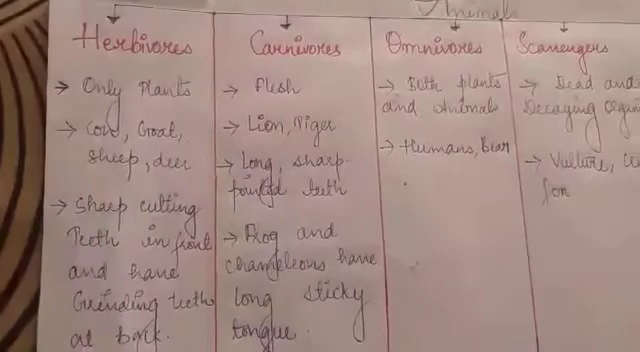 Animals
Herbivores
→ Only Plants
→ Cow, Goat,
sheep, deer
→ Sharp cutting
Teeth in front
and have
Grinding teeth
at back.
Carnivores
→ Flesh
→ Lion, Tiger
→ Long, sharp
pointed teeth
→ Frog and
chameleons have
long sticky
tongue.
Omnivores
→ Both plants
and animals
→ Humans, Bear
Scavengers
→ Dead and
Decaying
→ Vulture,